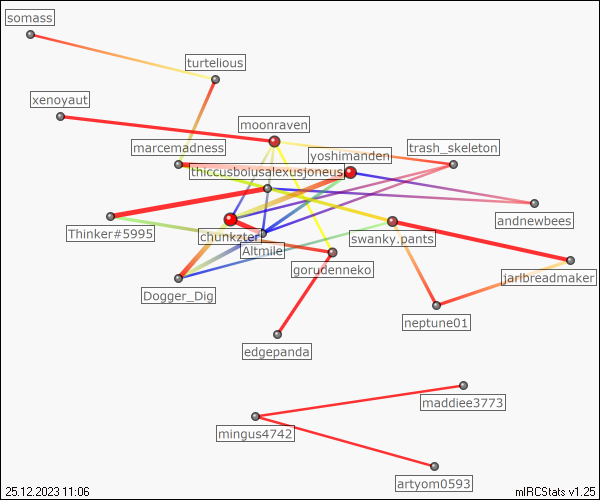 somass
turtelious
xenoyaut
moonraven
marcemadness
yoshimanden
trash_skeleton
andnewbees
Thinker#5995
chunkzter
Altmile
swanky.pants
gorudenneko
jarlbreadmaker
Dogger_Dig
neptune01
edgepanda
maddiee3773
mingus4742
artyom0593
25.12.2023 11:06
mIRCStats v1.25